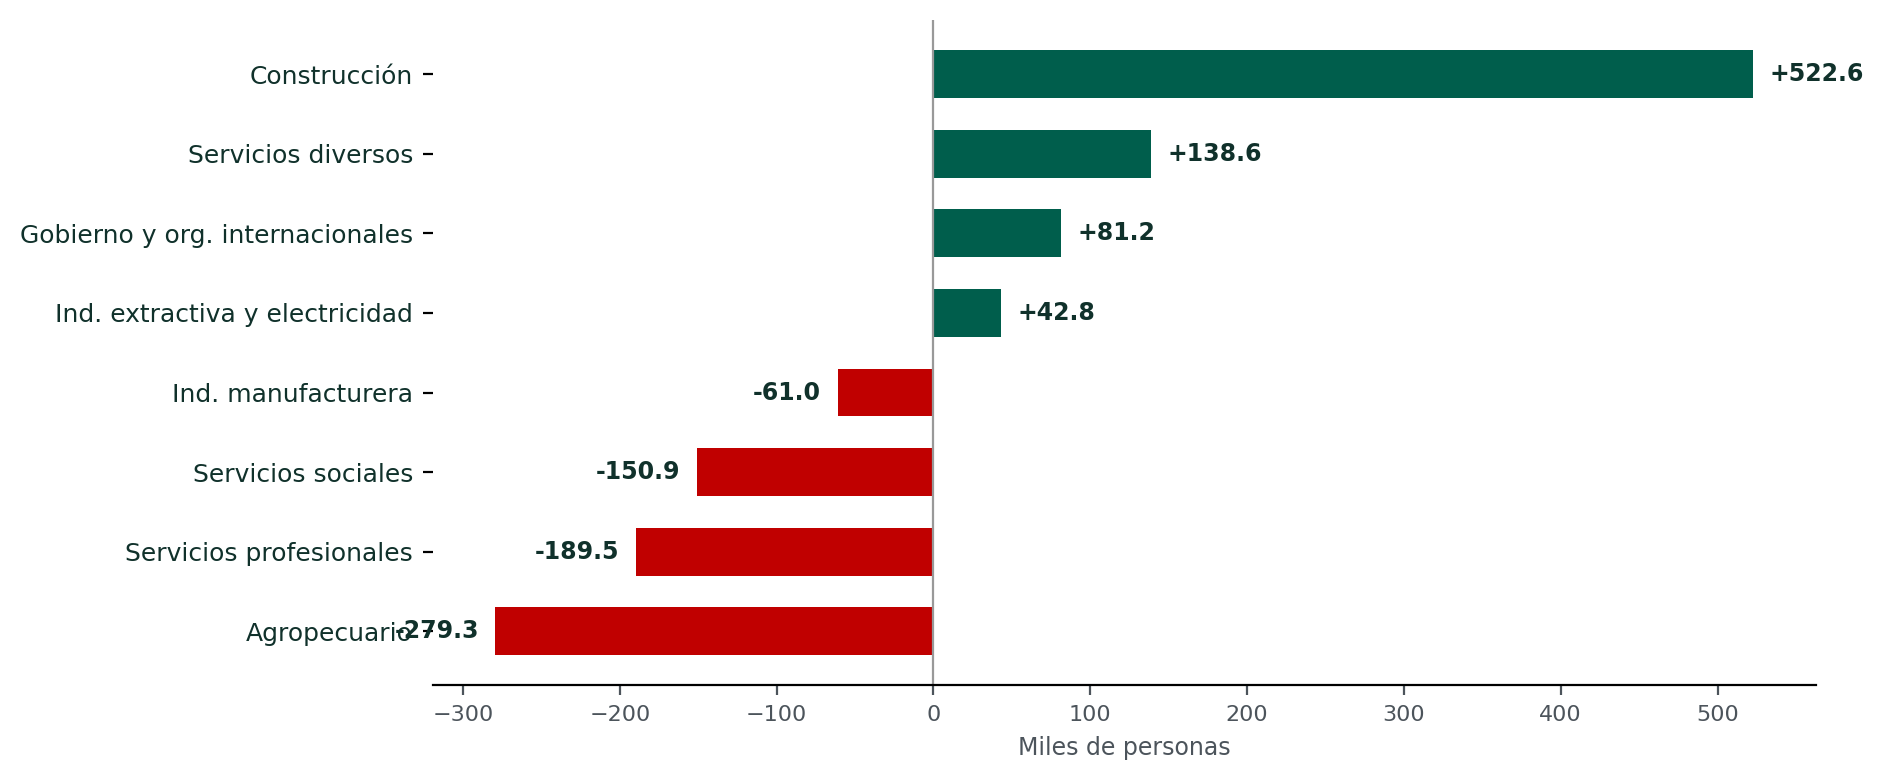 Construcción +522.6
Servicios diversos +138.6
Gobierno y org. internacionales +81.2
Ind. extractiva y electricidad +42.8
Ind. manufacturera -61.0
Servicios sociales -150.9
Servicios profesionales -189.5
Agropecuario -279.3
−300 −200 −100 0 100 200 300 400 500
Miles de personas